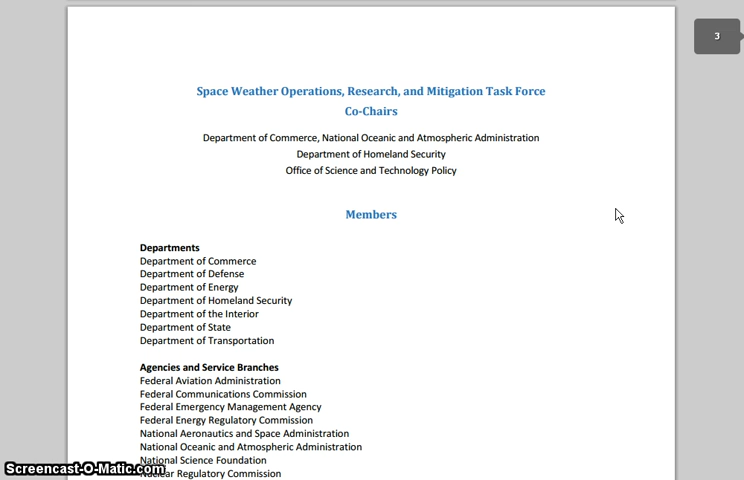 3
Space Weather Operations, Research, and Mitigation Task Force
Co-Chairs
Department of Commerce, National Oceanic and Atmospheric Administration
Department of Homeland Security
Office of Science and Technology Policy
Members
Departments
Department of Commerce
Department of Defense
Department of Energy
Department of Homeland Security
Department of the Interior
Department of State
Department of Transportation
Agencies and Service Branches
Federal Aviation Administration
Federal Communications Commission
Federal Emergency Management Agency
Federal Energy Regulatory Commission
National Aeronautics and Space Administration
National Oceanic and Atmospheric Administration
National Science Foundation
Screencast-O-Matic.com
Nuclear Regulatory Commission